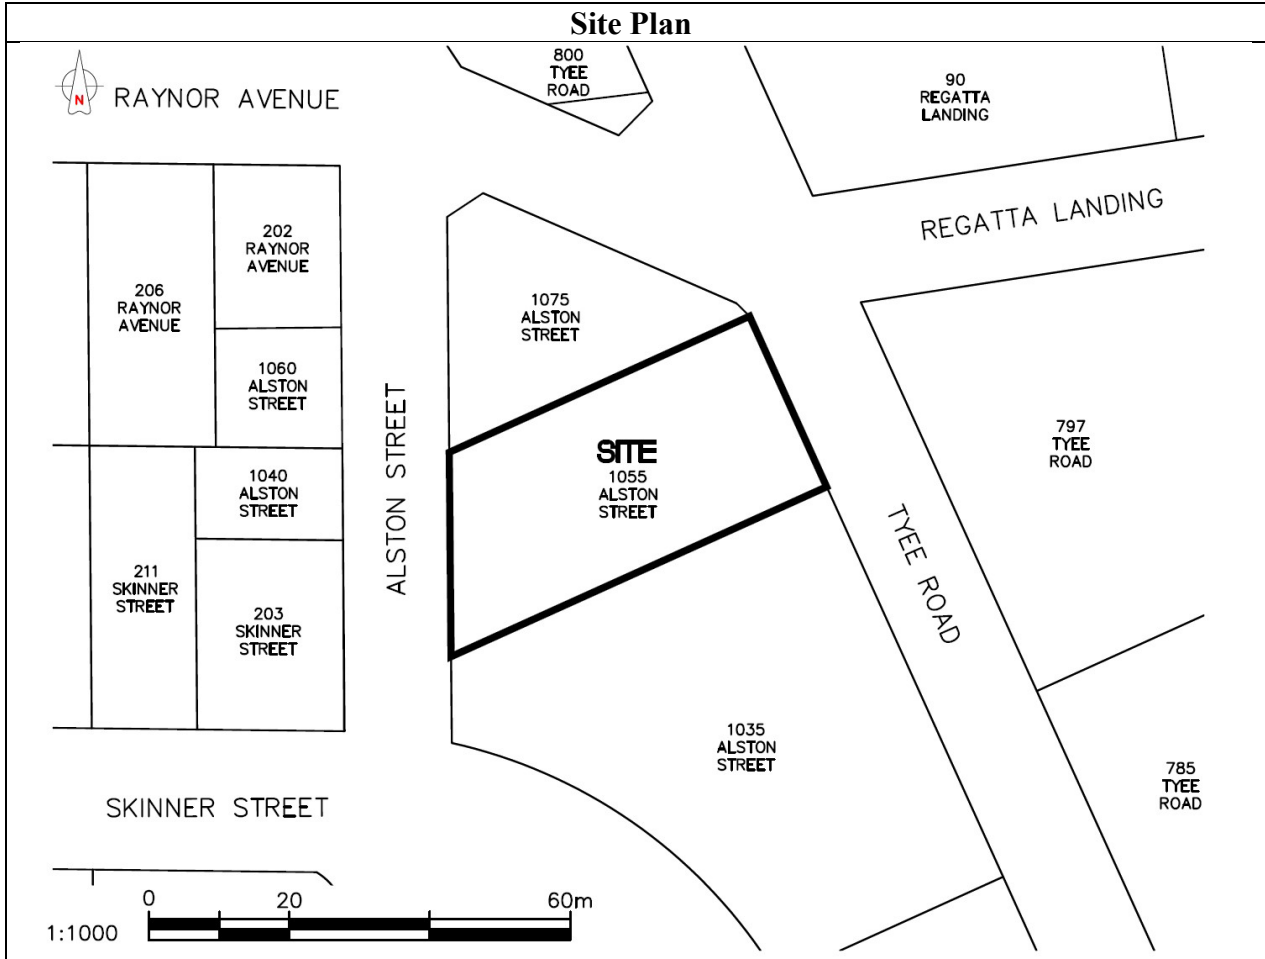 Site Plan
N
RAYNOR AVENUE
800
TYEE
ROAD
90
REGATTA
LANDING
REGATTA LANDING
202
RAYNOR
AVENUE
206
RAYNOR
AVENUE
1075
ALSTON
STREET
1060
ALSTON
STREET
ALSTON STREET
SITE
1055
ALSTON
STREET
797
TYEE
ROAD
1040
ALSTON
STREET
TYEE ROAD
211
SKINNER
STREET
203
SKINNER
STREET
1035
ALSTON
STREET
785
TYEE
ROAD
SKINNER STREET
0 20 60m
1:1000